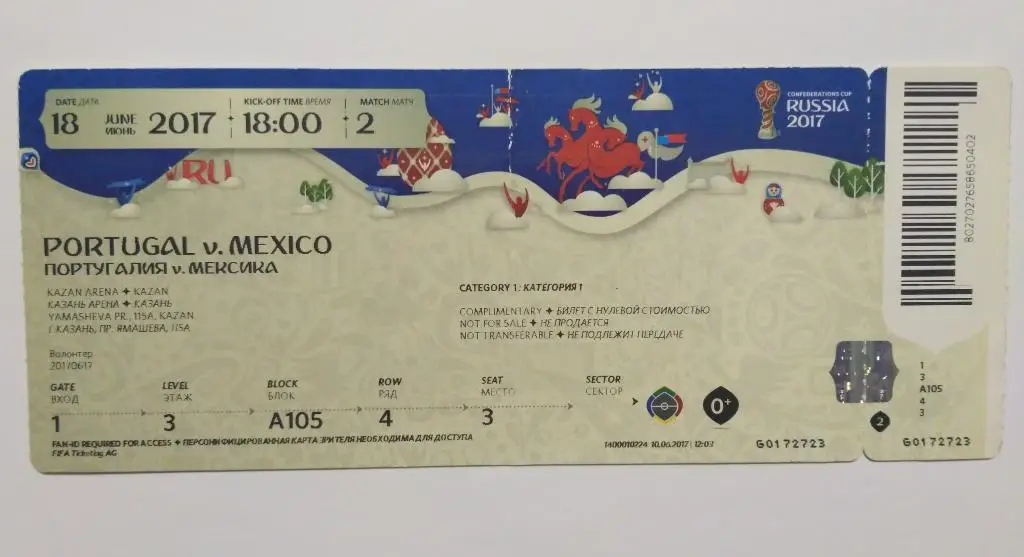 DATE ДАТА
18 JUNE ИЮНЬ 2017
KICK-OFF TIME ВРЕМЯ
18:00
MATCH МАТЧ
2
CONFEDERATIONS CUP
RUSSIA
2017
PORTUGAL v. MEXICO
ПОРТУГАЛИЯ v. МЕКСИКА
KAZAN ARENA ✦ KAZAN
КАЗАНЬ АРЕНА ✦ КАЗАНЬ
YAMASHEVA PR., 115A, KAZAN
Г. КАЗАНЬ, ПР. ЯМАШЕВА, 115А
CATEGORY 1: КАТЕГОРИЯ 1
COMPLIMENTARY ✦ БИЛЕТ С НУЛЕВОЙ СТОИМОСТЬЮ
NOT FOR SALE ✦ НЕ ПРОДАЕТСЯ
NOT TRANSFERABLE ✦ НЕ ПОДЛЕЖИТ ПЕРЕДАЧЕ
Волонтер
20170617
GATE
ВХОД
1
LEVEL
ЭТАЖ
3
BLOCK
БЛОК
A105
ROW
РЯД
4
SEAT
МЕСТО
3
SECTOR
СЕКТОР
0+
FAN-ID REQUIRED FOR ACCESS ✦ ПЕРСОНИФИЦИРОВАННАЯ КАРТА ЗРИТЕЛЯ НЕОБХОДИМА ДЛЯ ДОСТУПА
FIFA Ticketing AG
1400010224 10.06.2017 | 12:03
G0172723
8027027658650402
1
3
A105
4
3
2
G0172723